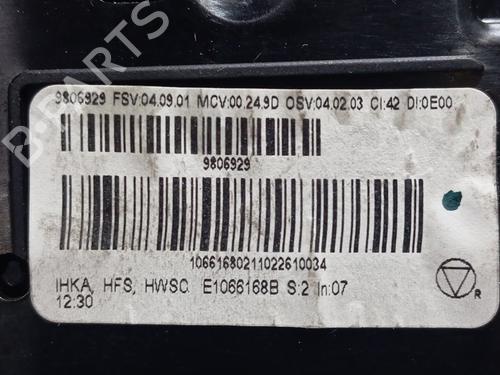 9806929 FSV:04.09.01 MCV:00.24.9D OSV:04.02.03 CI:42 DI:0E00
9806929
10661680211022610034
IHKA, HFS, HWSC E1066168B S:2 In:07
12:30
R
B-PARTS